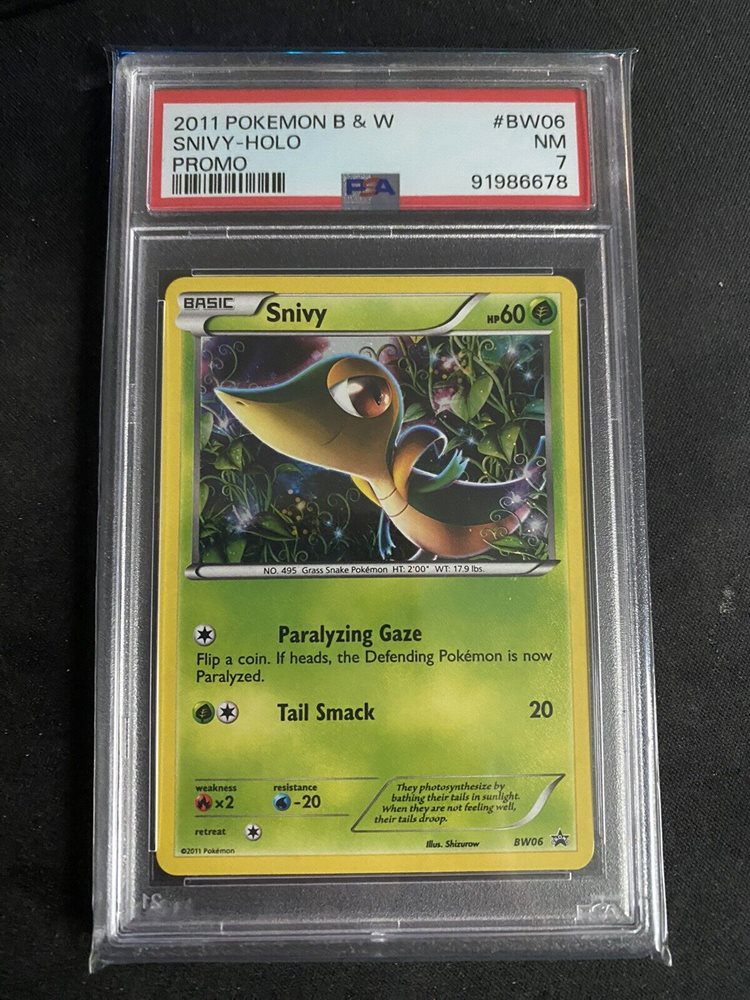 2011 POKEMON B & W #BW06
SNIVY-HOLO NM
PROMO 7
PSA 91986678
BASIC Snivy HP60
NO. 495 Grass Snake Pokémon HT: 2'00" WT: 17.9 lbs.
Paralyzing Gaze
Flip a coin. If heads, the Defending Pokémon is now
Paralyzed.
Tail Smack 20
weakness resistance
×2 -20
They photosynthesize by
bathing their tails in sunlight.
When they are not feeling well,
their tails droop.
retreat
©2011 Pokémon Illus. Shizurow BW06